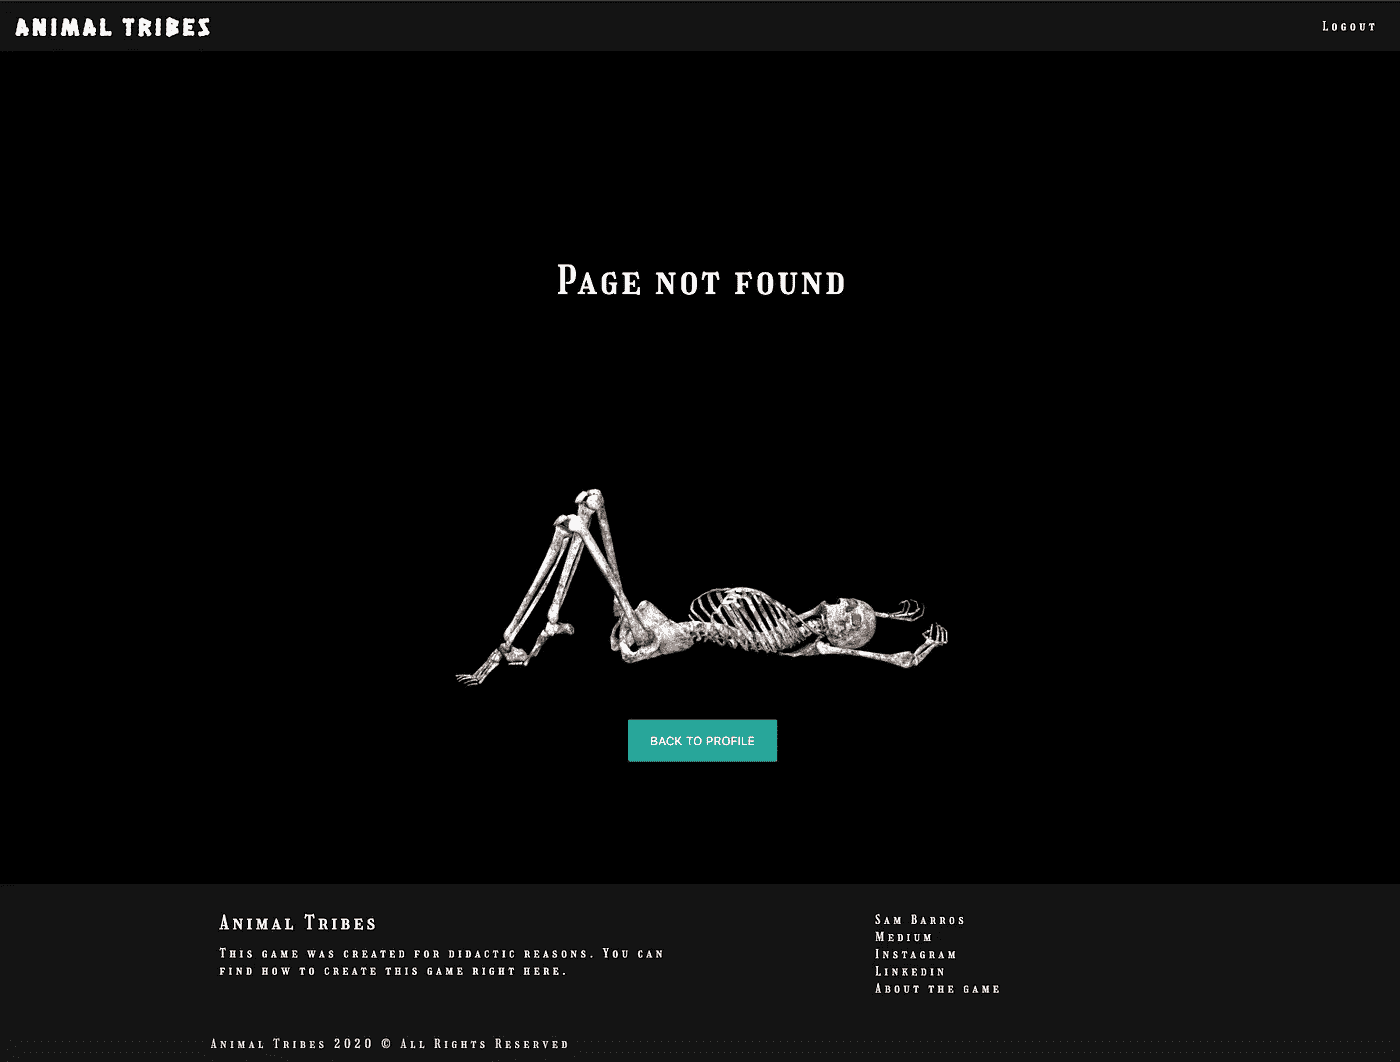 ANIMAL TRIBES
Logout
Page not found
BACK TO PROFILE
Animal Tribes
This game was created for didactic reasons. You can
find how to create this game right here.
Sam Barros
Medium
Instagram
Linkedin
About the game
Animal Tribes 2020 © All Rights Reserved